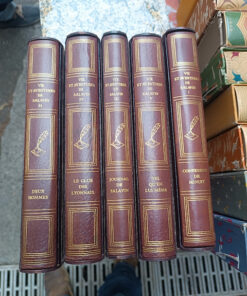 VIE
ET AVENTURES
DE
SALAVIN
DEUX
HOMMES
VIE
ET AVENTURES
DE
SALAVIN
LE CLUB
DES
LYONNAIS
VIE
ET AVENTURES
DE
SALAVIN
JOURNAL
DE
SALAVIN
VIE
ET AVENTURES
DE
SALAVIN
TEL
QU'EN
LUI-MÊME
VIE
ET AVENTURES
DE
SALAVIN
CONFESSION
DE
MINUIT